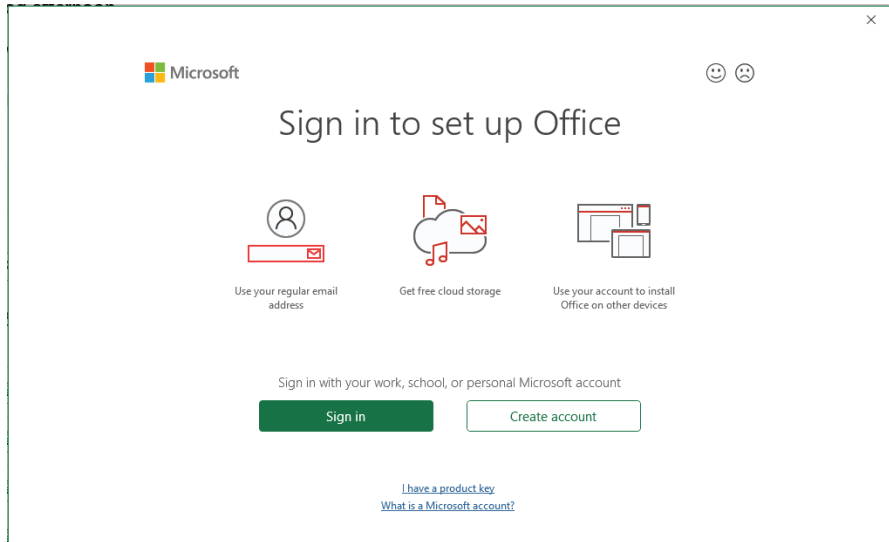 Microsoft
Sign in to set up Office
Use your regular email
address
Get free cloud storage
Use your account to install
Office on other devices
Sign in with your work, school, or personal Microsoft account
Sign in
Create account
I have a product key
What is a Microsoft account?